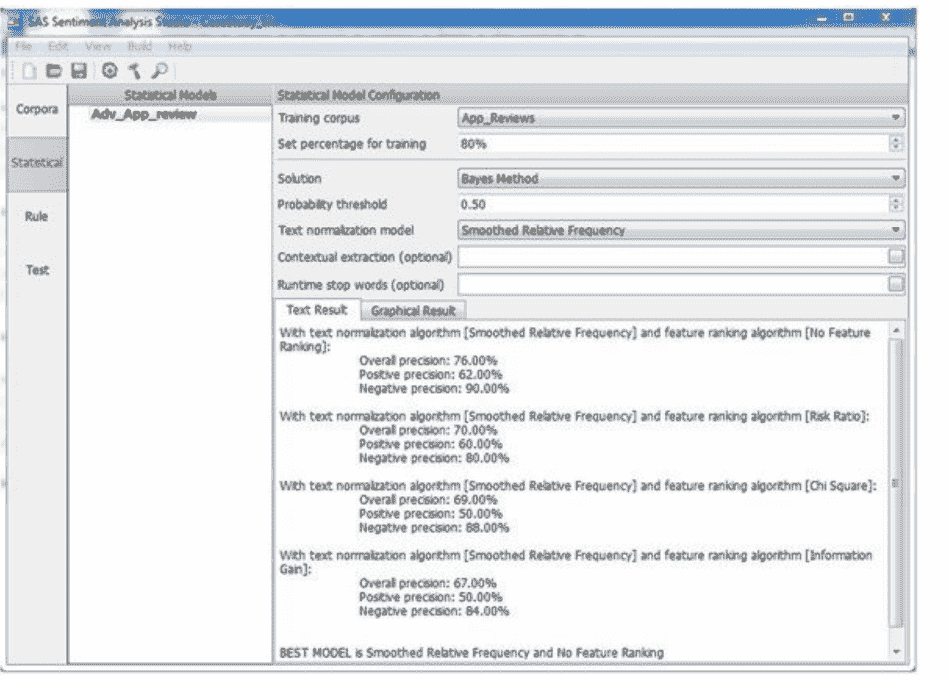 SAS Sentiment Analysis
File Edit View Build Help
Statistical Models
Statistical Model Configuration
Corpora
Adv_App_review
Training corpus
App_Reviews
Set percentage for training
80%
Statistical
Solution
Bayes Method
Probability threshold
0.50
Rule
Text normalization model
Smoothed Relative Frequency
Contextual extraction (optional)
Test
Runtime stop words (optional)
Text Result
Graphical Result
With text normalization algorithm [Smoothed Relative Frequency] and feature ranking algorithm [No Feature
Ranking]:
Overall precision: 76.00%
Positive precision: 62.00%
Negative precision: 90.00%
With text normalization algorithm [Smoothed Relative Frequency] and feature ranking algorithm [Risk Ratio]:
Overall precision: 70.00%
Positive precision: 60.00%
Negative precision: 80.00%
With text normalization algorithm [Smoothed Relative Frequency] and feature ranking algorithm [Chi Square]:
Overall precision: 69.00%
Positive precision: 50.00%
Negative precision: 88.00%
With text normalization algorithm [Smoothed Relative Frequency] and feature ranking algorithm [Information
Gain]:
Overall precision: 67.00%
Positive precision: 50.00%
Negative precision: 84.00%
BEST MODEL is Smoothed Relative Frequency and No Feature Ranking